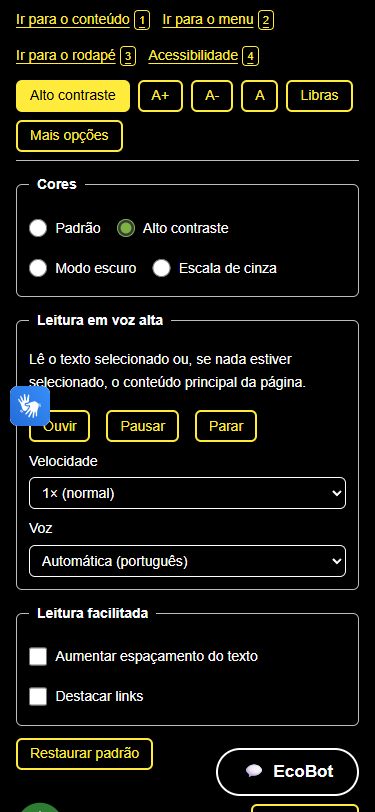 Ir para o conteúdo 1 Ir para o menu 2
Ir para o rodapé 3 Acessibilidade 4
Alto contraste A+ A- A Libras
Mais opções
Cores
Padrão Alto contraste
Modo escuro Escala de cinza
Leitura em voz alta
Lê o texto selecionado ou, se nada estiver
selecionado, o conteúdo principal da página.
Ouvir Pausar Parar
Velocidade
1× (normal)
Voz
Automática (português)
Leitura facilitada
Aumentar espaçamento do texto
Destacar links
Restaurar padrão
EcoBot